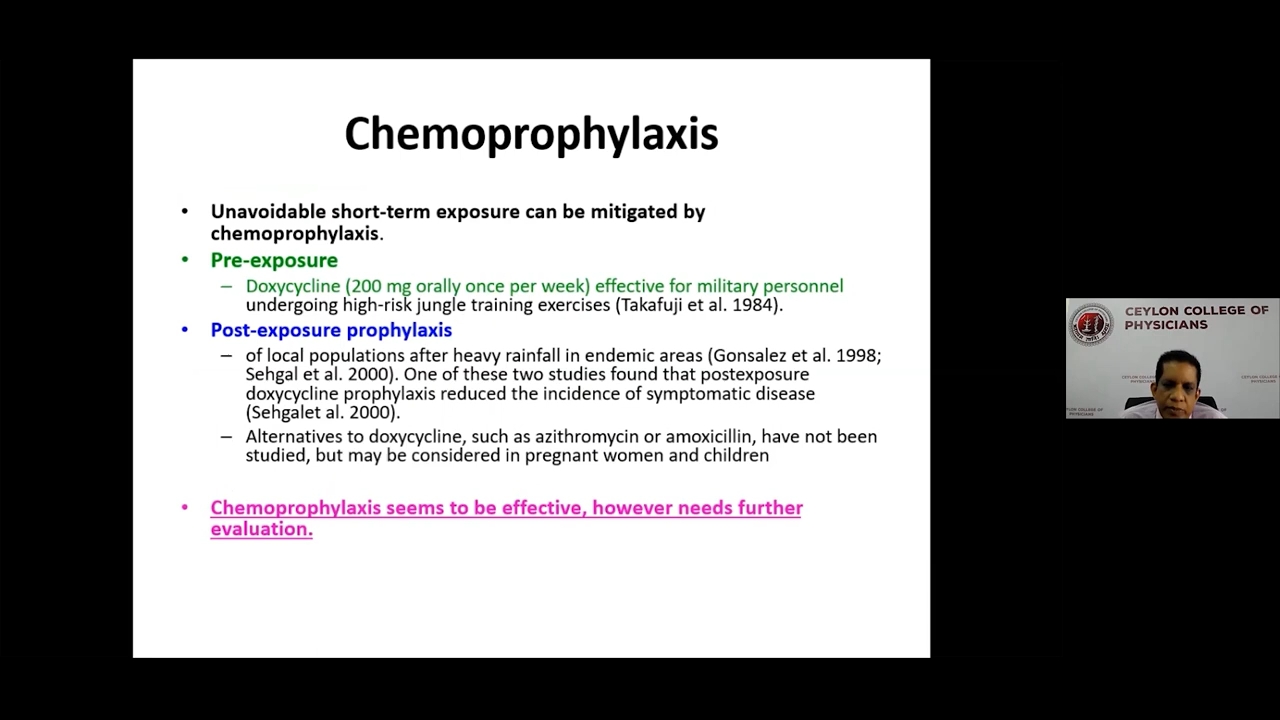 Chemoprophylaxis
• Unavoidable short-term exposure can be mitigated by
chemoprophylaxis.
• Pre-exposure
– Doxycycline (200 mg orally once per week) effective for military personnel
undergoing high-risk jungle training exercises (Takafuji et al. 1984).
• Post-exposure prophylaxis
– of local populations after heavy rainfall in endemic areas (Gonsalez et al. 1998;
Sehgal et al. 2000). One of these two studies found that postexposure
doxycycline prophylaxis reduced the incidence of symptomatic disease
(Sehgalet al. 2000).
– Alternatives to doxycycline, such as azithromycin or amoxicillin, have not been
studied, but may be considered in pregnant women and children
• Chemoprophylaxis seems to be effective, however needs further
evaluation.
CEYLON COLLEGE OF
PHYSICIANS